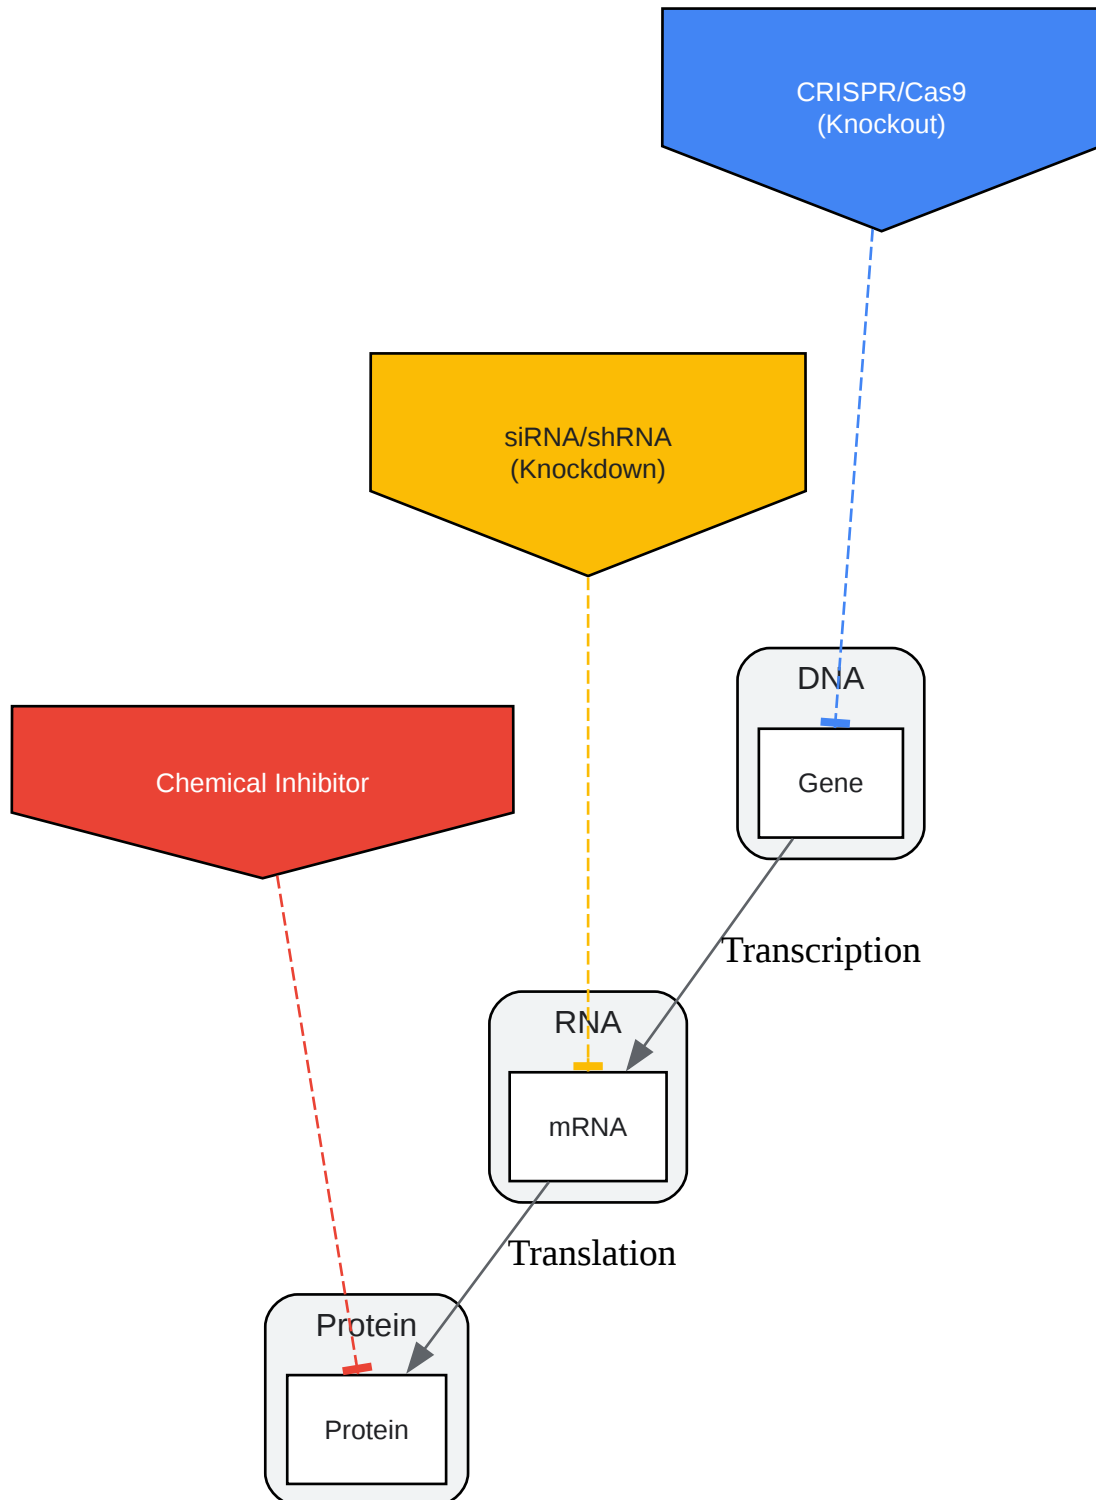 CRISPR/Cas9
(Knockout)
siRNA/shRNA
(Knockdown)
DNA
Chemical Inhibitor
Gene
Transcription
RNA
mRNA
Translation
Protein
Protein